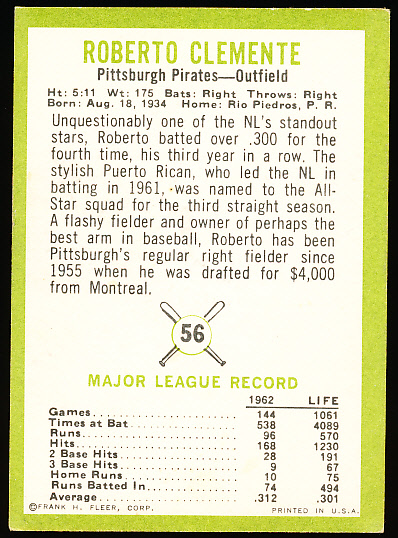 ROBERTO CLEMENTE
Pittsburgh Pirates—Outfield
Ht: 5:11 Wt: 175 Bats: Right Throws: Right
Born: Aug. 18, 1934 Home: Rio Piedros, P. R.
Unquestionably one of the NL's standout
stars, Roberto batted over .300 for the
fourth time, his third year in a row. The
stylish Puerto Rican, who led the NL in
batting in 1961, was named to the All-
Star squad for the third straight season.
A flashy fielder and owner of perhaps the
best arm in baseball, Roberto has been
Pittsburgh's regular right fielder since
1955 when he was drafted for $4,000
from Montreal.
56
MAJOR LEAGUE RECORD
1962 LIFE
Games 144 1061
Times at Bat 538 4089
Runs 96 570
Hits 168 1230
2 Base Hits 28 191
3 Base Hits 9 67
Home Runs 10 75
Runs Batted In 74 494
Average .312 .301
©FRANK H. FLEER, CORP. PRINTED IN U.S.A.